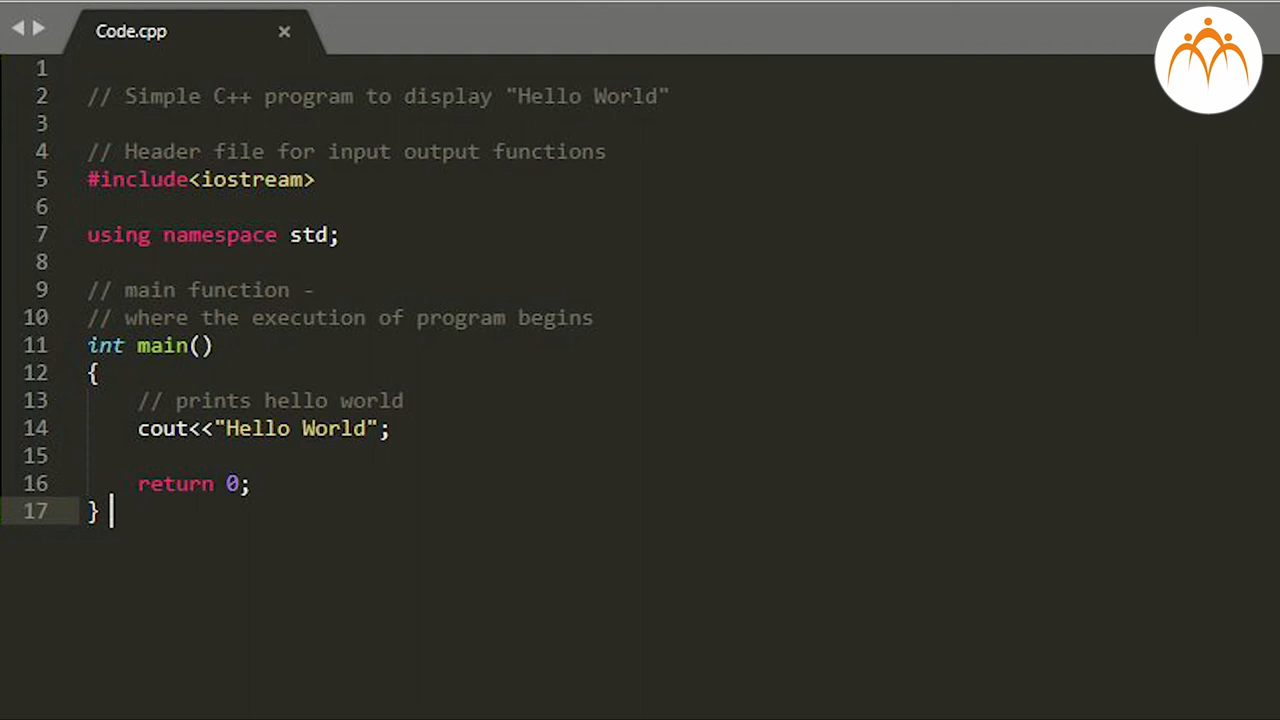 Code.cpp ×
1
2 // Simple C++ program to display "Hello World"
3
4 // Header file for input output functions
5 #include<iostream>
6
7 using namespace std;
8
9 // main function -
10 // where the execution of program begins
11 int main()
12 {
13     // prints hello world
14     cout<<"Hello World";
15
16     return 0;
17 }